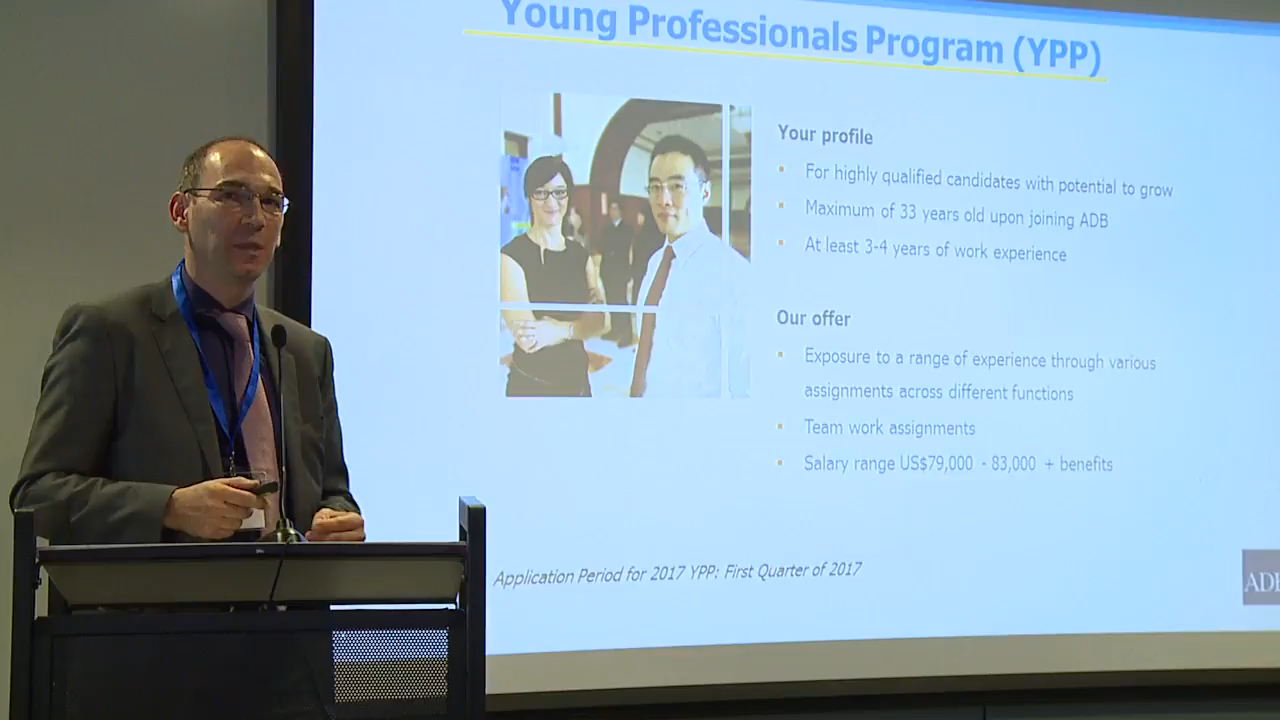 Young Professionals Program (YPP)
Your profile
For highly qualified candidates with potential to grow
Maximum of 33 years old upon joining ADB
At least 3-4 years of work experience
Our offer
Exposure to a range of experience through various
assignments across different functions
Team work assignments
Salary range US$79,000 - 83,000 + benefits
Application Period for 2017 YPP: First Quarter of 2017